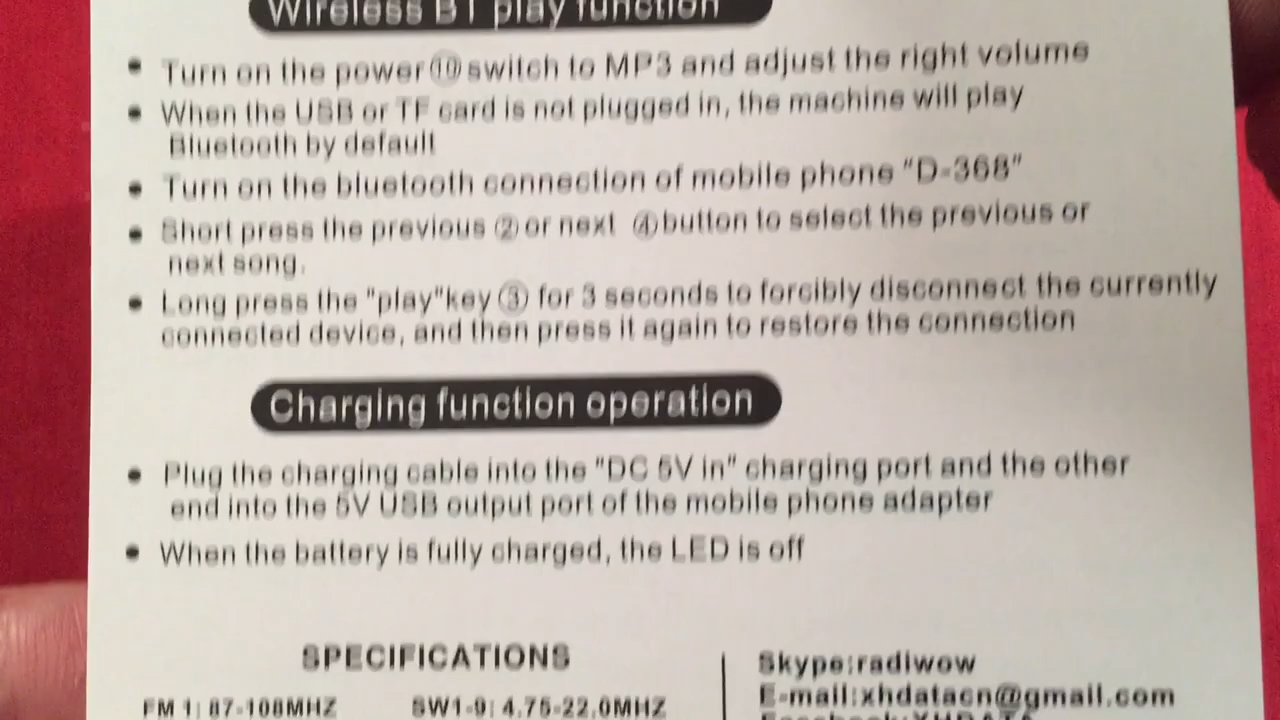 Wireless BT play function
• Turn on the power ⑩ switch to MP3 and adjust the right volume
• When the USB or TF card is not plugged in, the machine will play
Bluetooth by default
• Turn on the bluetooth connection of mobile phone "D-368"
• Short press the previous ② or next ④ button to select the previous or
next song.
• Long press the "play"key ③ for 3 seconds to forcibly disconnect the currently
connected device, and then press it again to restore the connection
Charging function operation
• Plug the charging cable into the "DC 5V in" charging port and the other
end into the 5V USB output port of the mobile phone adapter
• When the battery is fully charged, the LED is off
SPECIFICATIONS
FM 1: 87-108MHZ SW1-9: 4.75-22.0MHZ
Skype:radiwow
E-mail:xhdatacn@gmail.com
Facebook:XHDATA